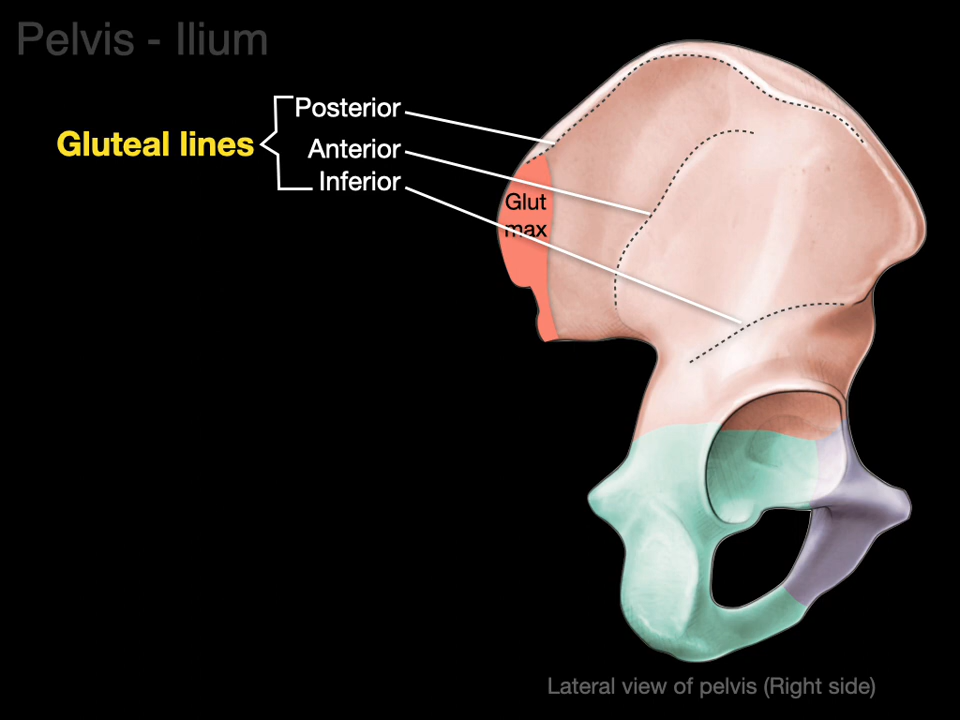 Pelvis - Ilium
Gluteal lines
Posterior
Anterior
Inferior
Glut
max
Lateral view of pelvis (Right side)